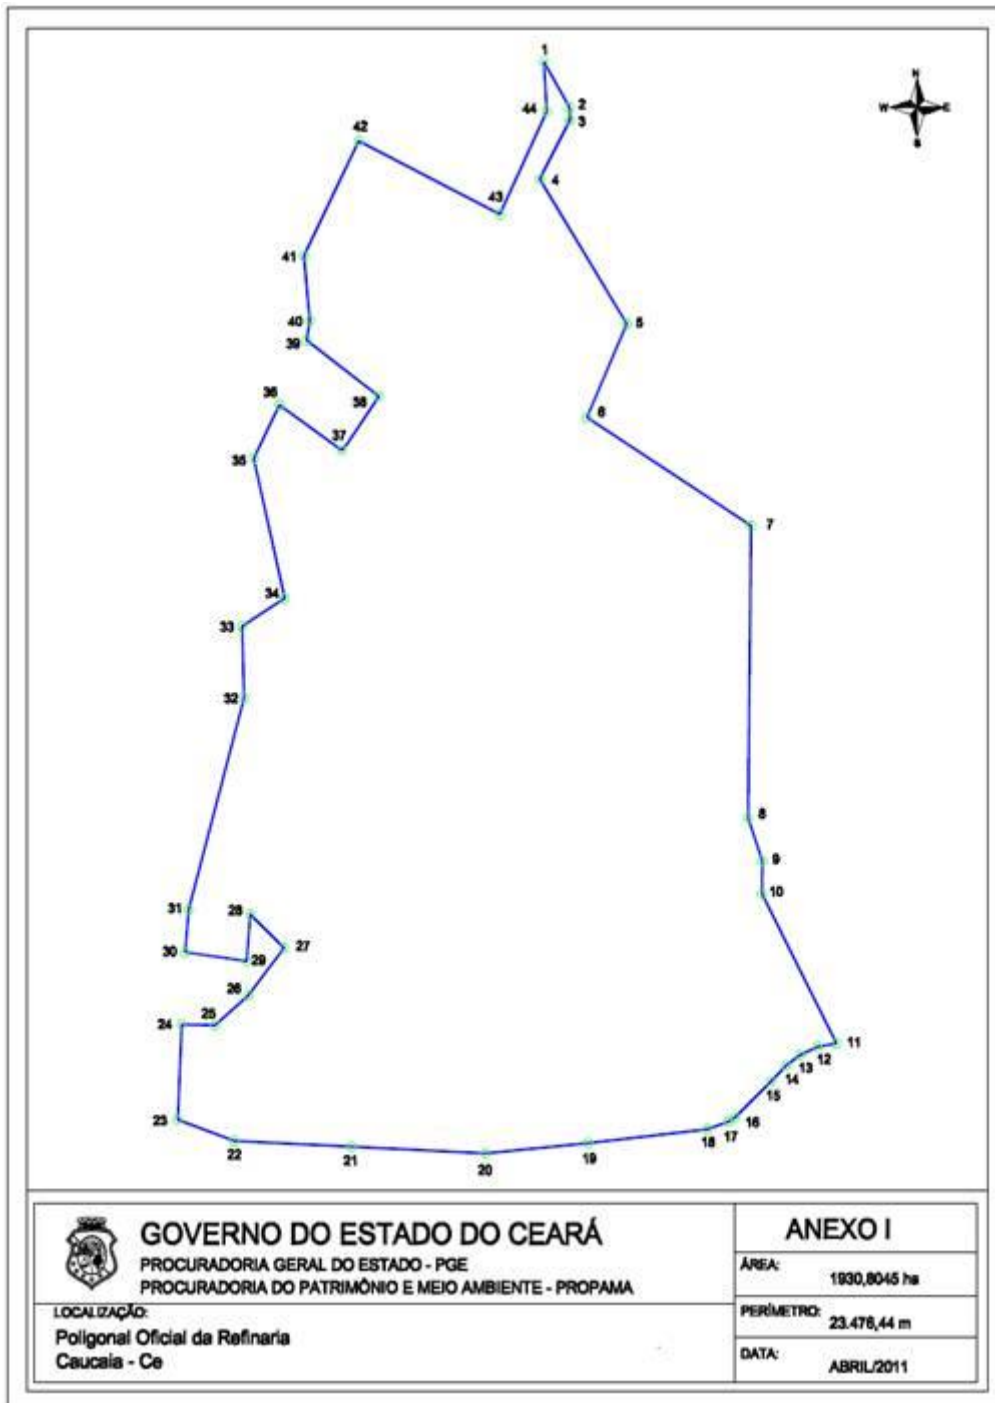 1
2
3
4
5
6
7
8
9
10
11
12
13
14
15
16
17
18
19
20
21
22
23
24
25
26
27
28
29
30
31
32
33
34
35
36
37
38
39
40
41
42
43
44
N
W E
S
GOVERNO DO ESTADO DO CEARÁ
PROCURADORIA GERAL DO ESTADO - PGE
PROCURADORIA DO PATRIMÔNIO E MEIO AMBIENTE - PROPAMA
LOCALIZAÇÃO:
Poligonal Oficial da Refinaria
Caucaia - Ce
ANEXO I
ÁREA:
1930,8045 ha
PERÍMETRO:
23.476,44 m
DATA:
ABRIL/2011